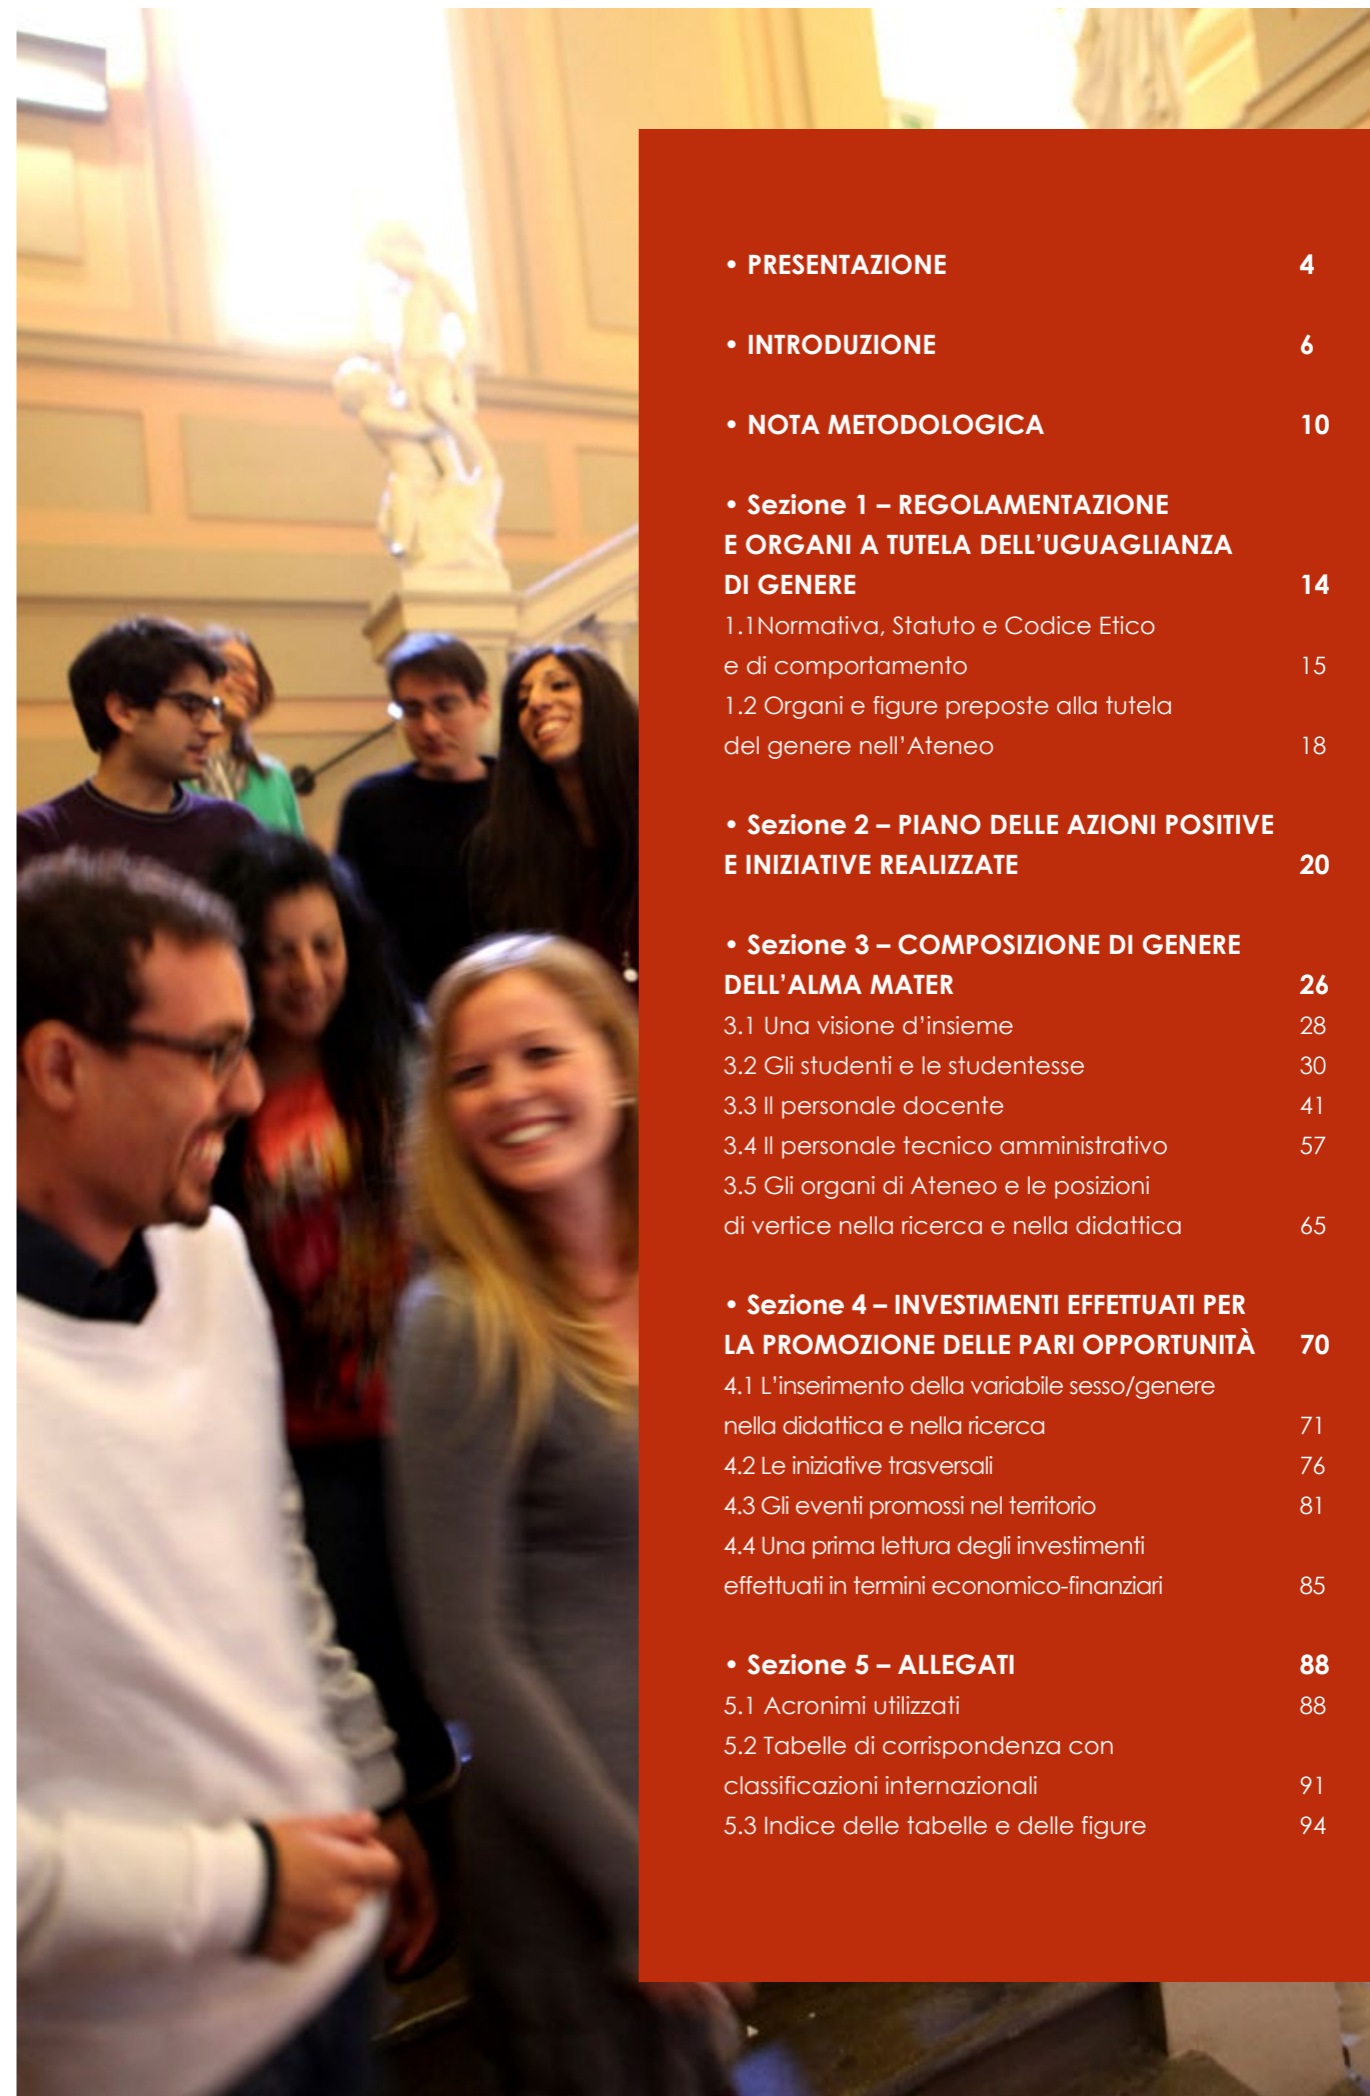 • PRESENTAZIONE 4
• INTRODUZIONE 6
• NOTA METODOLOGICA 10
• Sezione 1 – REGOLAMENTAZIONE
E ORGANI A TUTELA DELL’UGUAGLIANZA
DI GENERE 14
1.1Normativa, Statuto e Codice Etico
e di comportamento 15
1.2 Organi e figure preposte alla tutela
del genere nell’Ateneo 18
• Sezione 2 – PIANO DELLE AZIONI POSITIVE
E INIZIATIVE REALIZZATE 20
• Sezione 3 – COMPOSIZIONE DI GENERE
DELL’ALMA MATER 26
3.1 Una visione d’insieme 28
3.2 Gli studenti e le studentesse 30
3.3 Il personale docente 41
3.4 Il personale tecnico amministrativo 57
3.5 Gli organi di Ateneo e le posizioni
di vertice nella ricerca e nella didattica 65
• Sezione 4 – INVESTIMENTI EFFETTUATI PER
LA PROMOZIONE DELLE PARI OPPORTUNITÀ 70
4.1 L’inserimento della variabile sesso/genere
nella didattica e nella ricerca 71
4.2 Le iniziative trasversali 76
4.3 Gli eventi promossi nel territorio 81
4.4 Una prima lettura degli investimenti
effettuati in termini economico-finanziari 85
• Sezione 5 – ALLEGATI 88
5.1 Acronimi utilizzati 88
5.2 Tabelle di corrispondenza con
classificazioni internazionali 91
5.3 Indice delle tabelle e delle figure 94